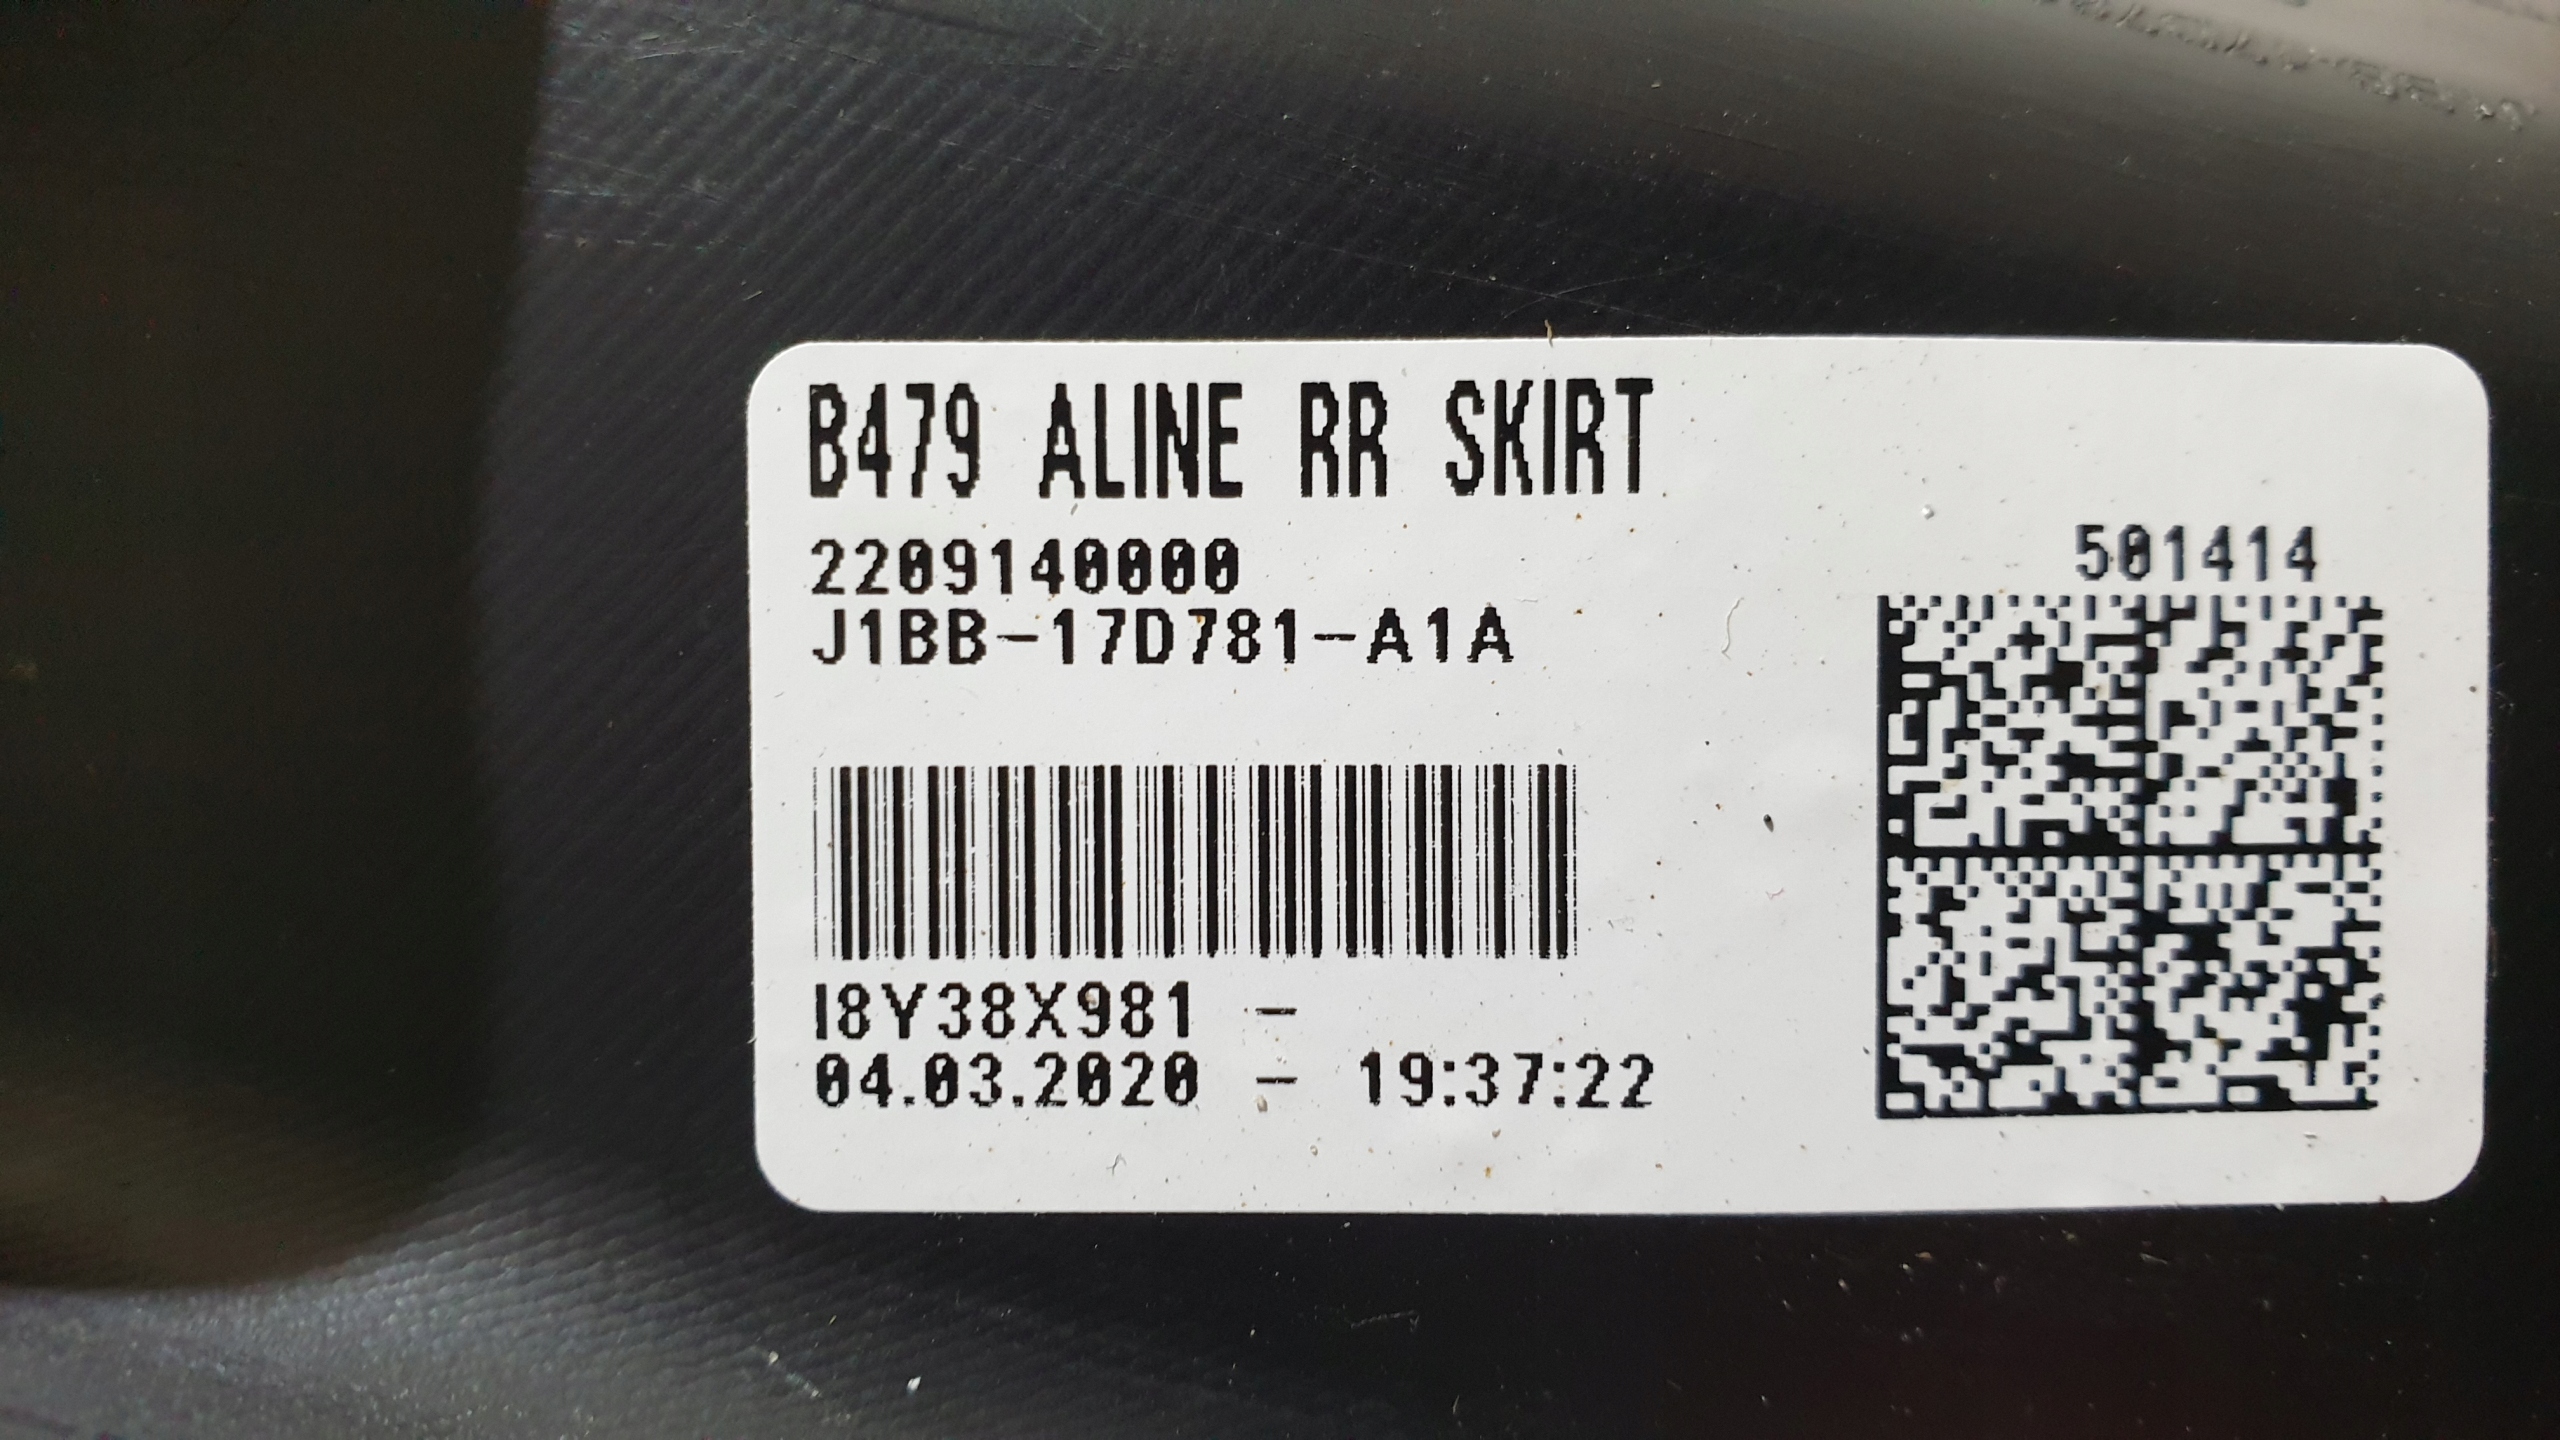 B479 ALINE RR SKIRT
2209140000
J1BB-17D781-A1A
501414
I8Y38X981 -
04.03.2020 - 19:37:22